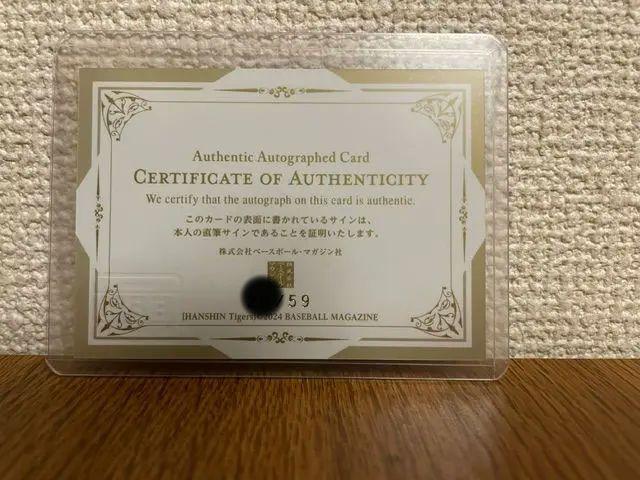 Authentic Autographed Card
CERTIFICATE OF AUTHENTICITY
We certify that the autograph on this card is authentic.
このカードの表面に書かれているサインは、
本人の直筆サインであることを証明いたします。
株式会社ベースボール・マガジン社
/59
[HANSHIN Tigers]©2024 BASEBALL MAGAZINE